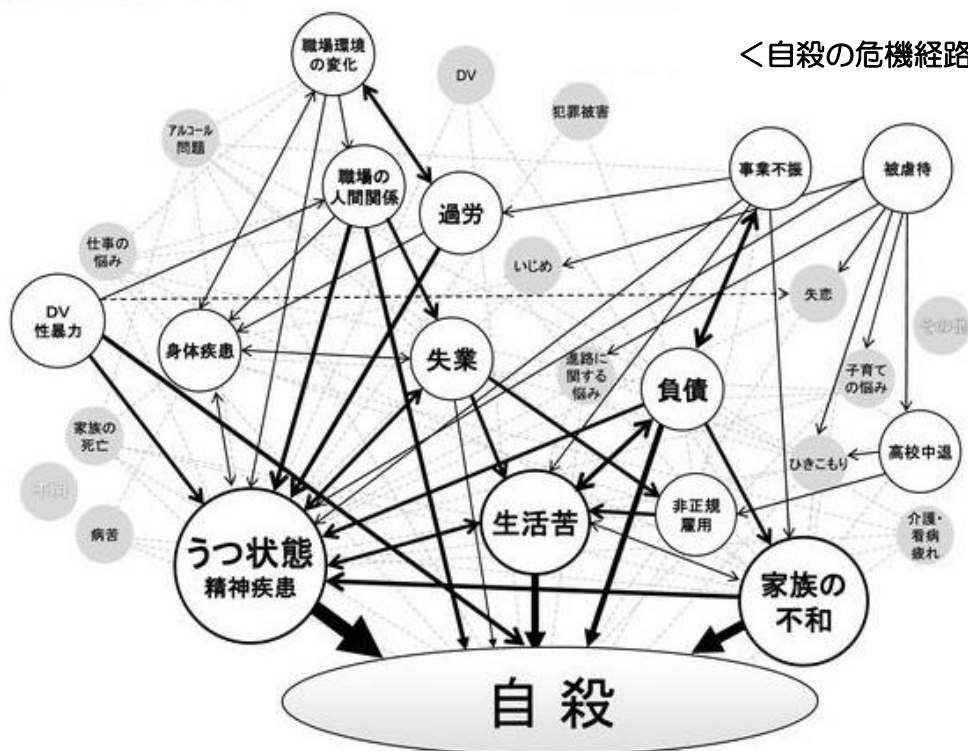 ＜自殺の危機経路
職場環境
の変化
DV
犯罪被害
アルコール
問題
職場の
人間関係
過労
事業不振
被虐待
仕事の
悩み
いじめ
DV
性暴力
失恋
その他
身体疾患
失業
進路に
関する
悩み
負債
子育て
の悩み
家族の
死亡
ひきこもり
高校中退
不明
病苦
うつ状態
精神疾患
生活苦
非正規
雇用
介護・
看病
疲れ
家族の
不和
自殺